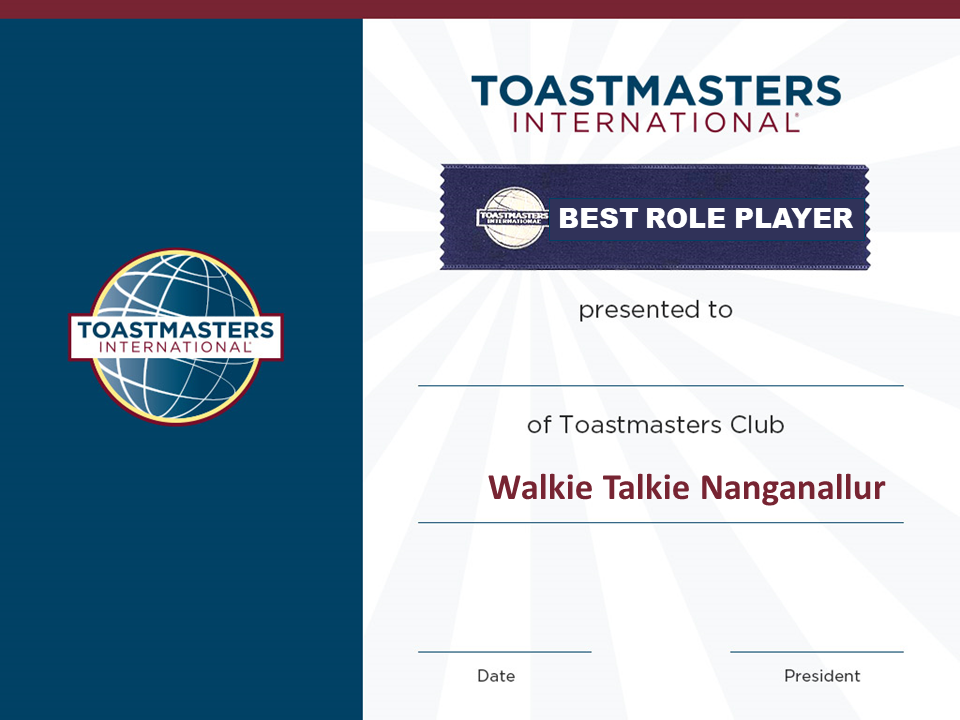 TOASTMASTERS
INTERNATIONAL
TOASTMASTERS
INTERNATIONAL
BEST ROLE PLAYER
presented to
of Toastmasters Club
Walkie Talkie Nanganallur
TOASTMASTERS
INTERNATIONAL
Date
President